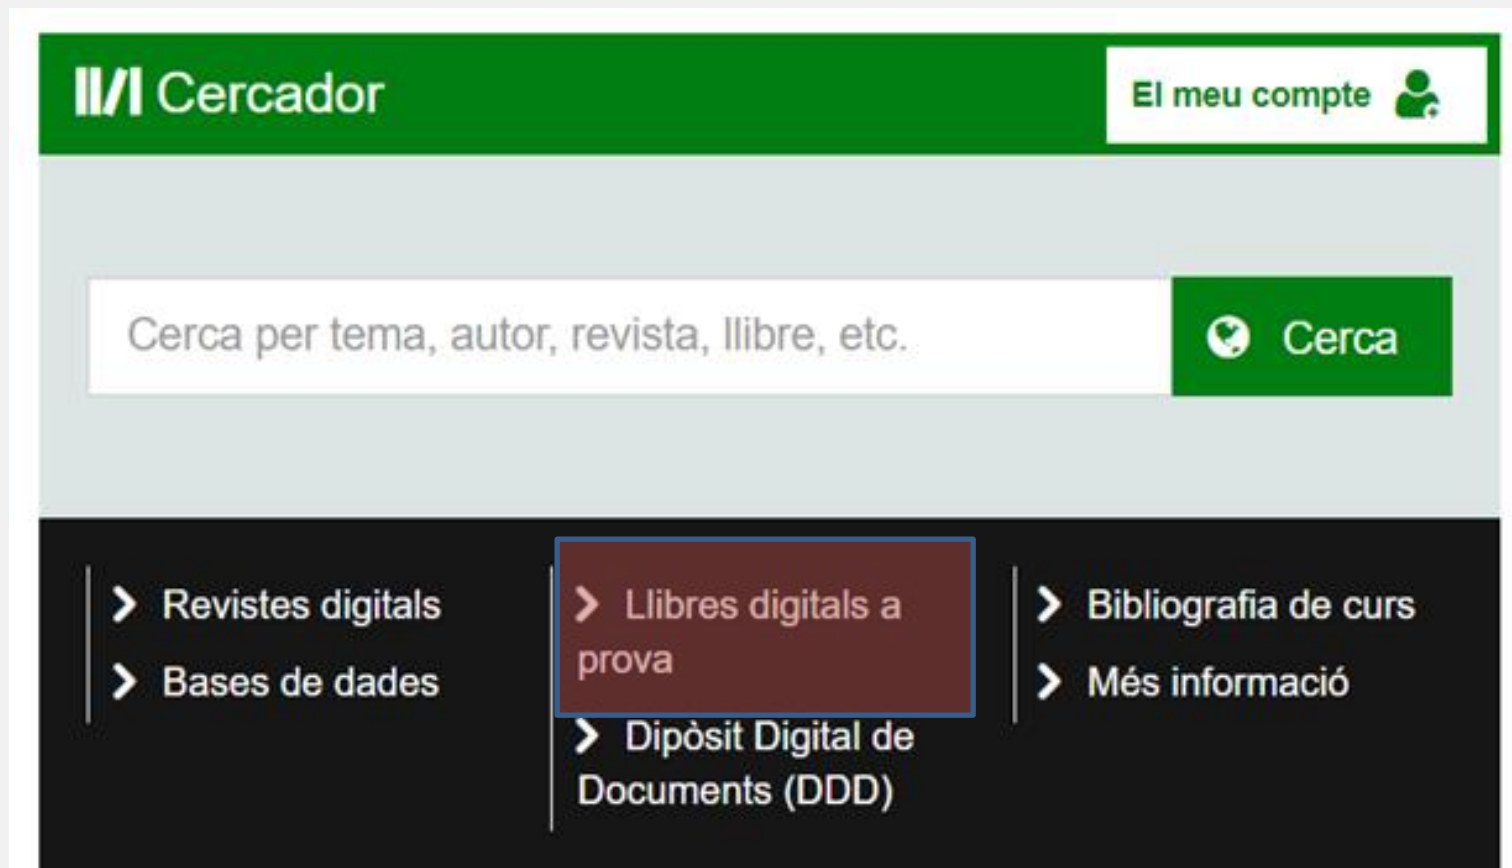 Cercador
El meu compte
Cerca per tema, autor, revista, llibre, etc.
Cerca
Revistes digitals
Bases de dades
Llibres digitals a
prova
Dipòsit Digital de
Documents (DDD)
Bibliografia de curs
Més informació